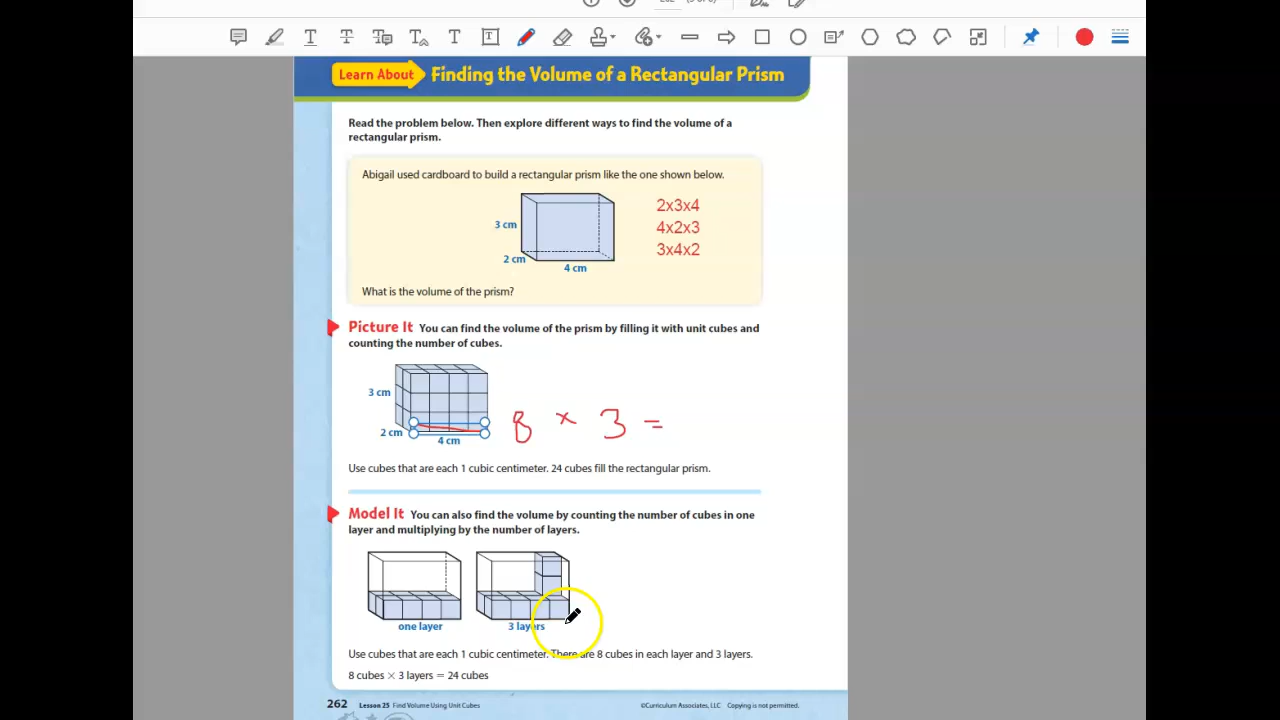 Learn About Finding the Volume of a Rectangular Prism
Read the problem below. Then explore different ways to find the volume of a
rectangular prism.
Abigail used cardboard to build a rectangular prism like the one shown below.
2x3x4
3 cm
4x2x3
3x4x2
2 cm
4 cm
What is the volume of the prism?
Picture It You can find the volume of the prism by filling it with unit cubes and
counting the number of cubes.
3 cm
8 × 3 =
2 cm
4 cm
Use cubes that are each 1 cubic centimeter. 24 cubes fill the rectangular prism.
Model It You can also find the volume by counting the number of cubes in one
layer and multiplying by the number of layers.
one layer
3 layers
Use cubes that are each 1 cubic centimeter. There are 8 cubes in each layer and 3 layers.
8 cubes × 3 layers = 24 cubes
262 Lesson 25 Find Volume Using Unit Cubes
©Curriculum Associates, LLC Copying is not permitted.